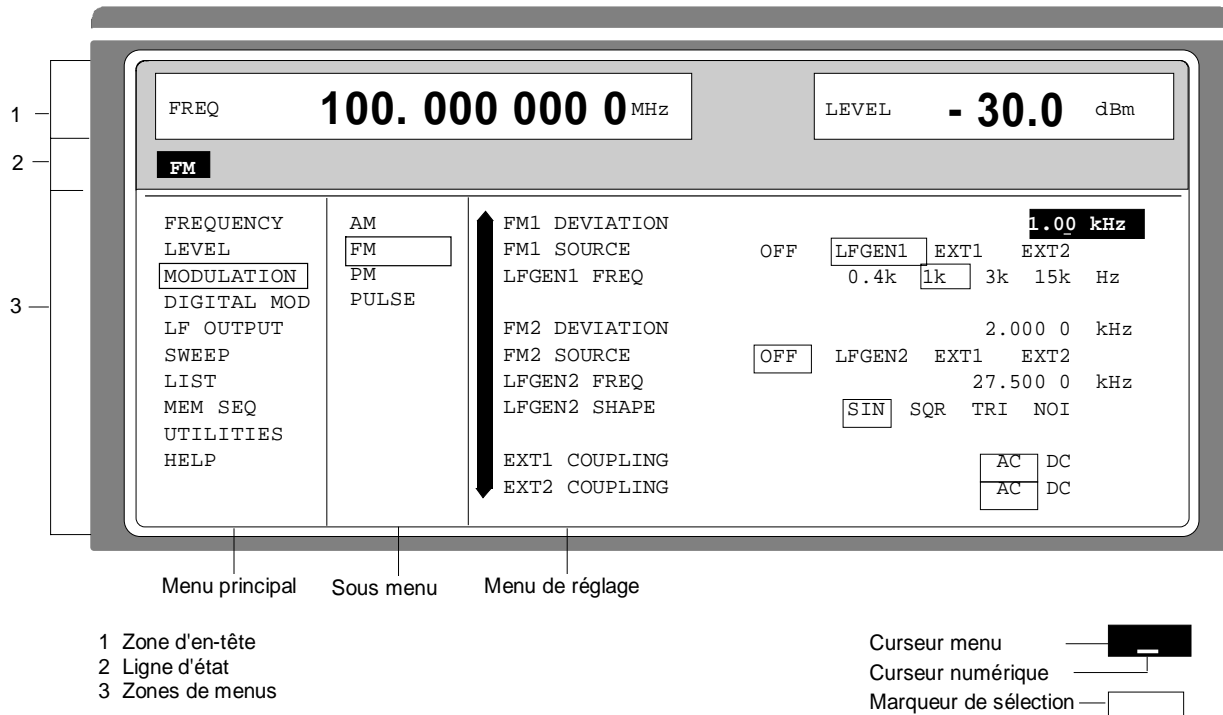 1
FREQ 100. 000 000 0 MHz LEVEL - 30.0 dBm
2
FM
3
FREQUENCY AM FM1 DEVIATION 1.00 kHz
LEVEL FM FM1 SOURCE OFF LFGEN1 EXT1 EXT2
MODULATION PM LFGEN1 FREQ 0.4k 1k 3k 15k Hz
DIGITAL MOD PULSE
LF OUTPUT FM2 DEVIATION 2.000 0 kHz
SWEEP FM2 SOURCE OFF LFGEN2 EXT1 EXT2
LIST LFGEN2 FREQ 27.500 0 kHz
MEM SEQ LFGEN2 SHAPE SIN SQR TRI NOI
UTILITIES
HELP EXT1 COUPLING AC DC
EXT2 COUPLING AC DC
Menu principal Sous menu Menu de réglage
1 Zone d'en-tête
2 Ligne d'état
3 Zones de menus
Curseur menu
Curseur numérique
Marqueur de sélection